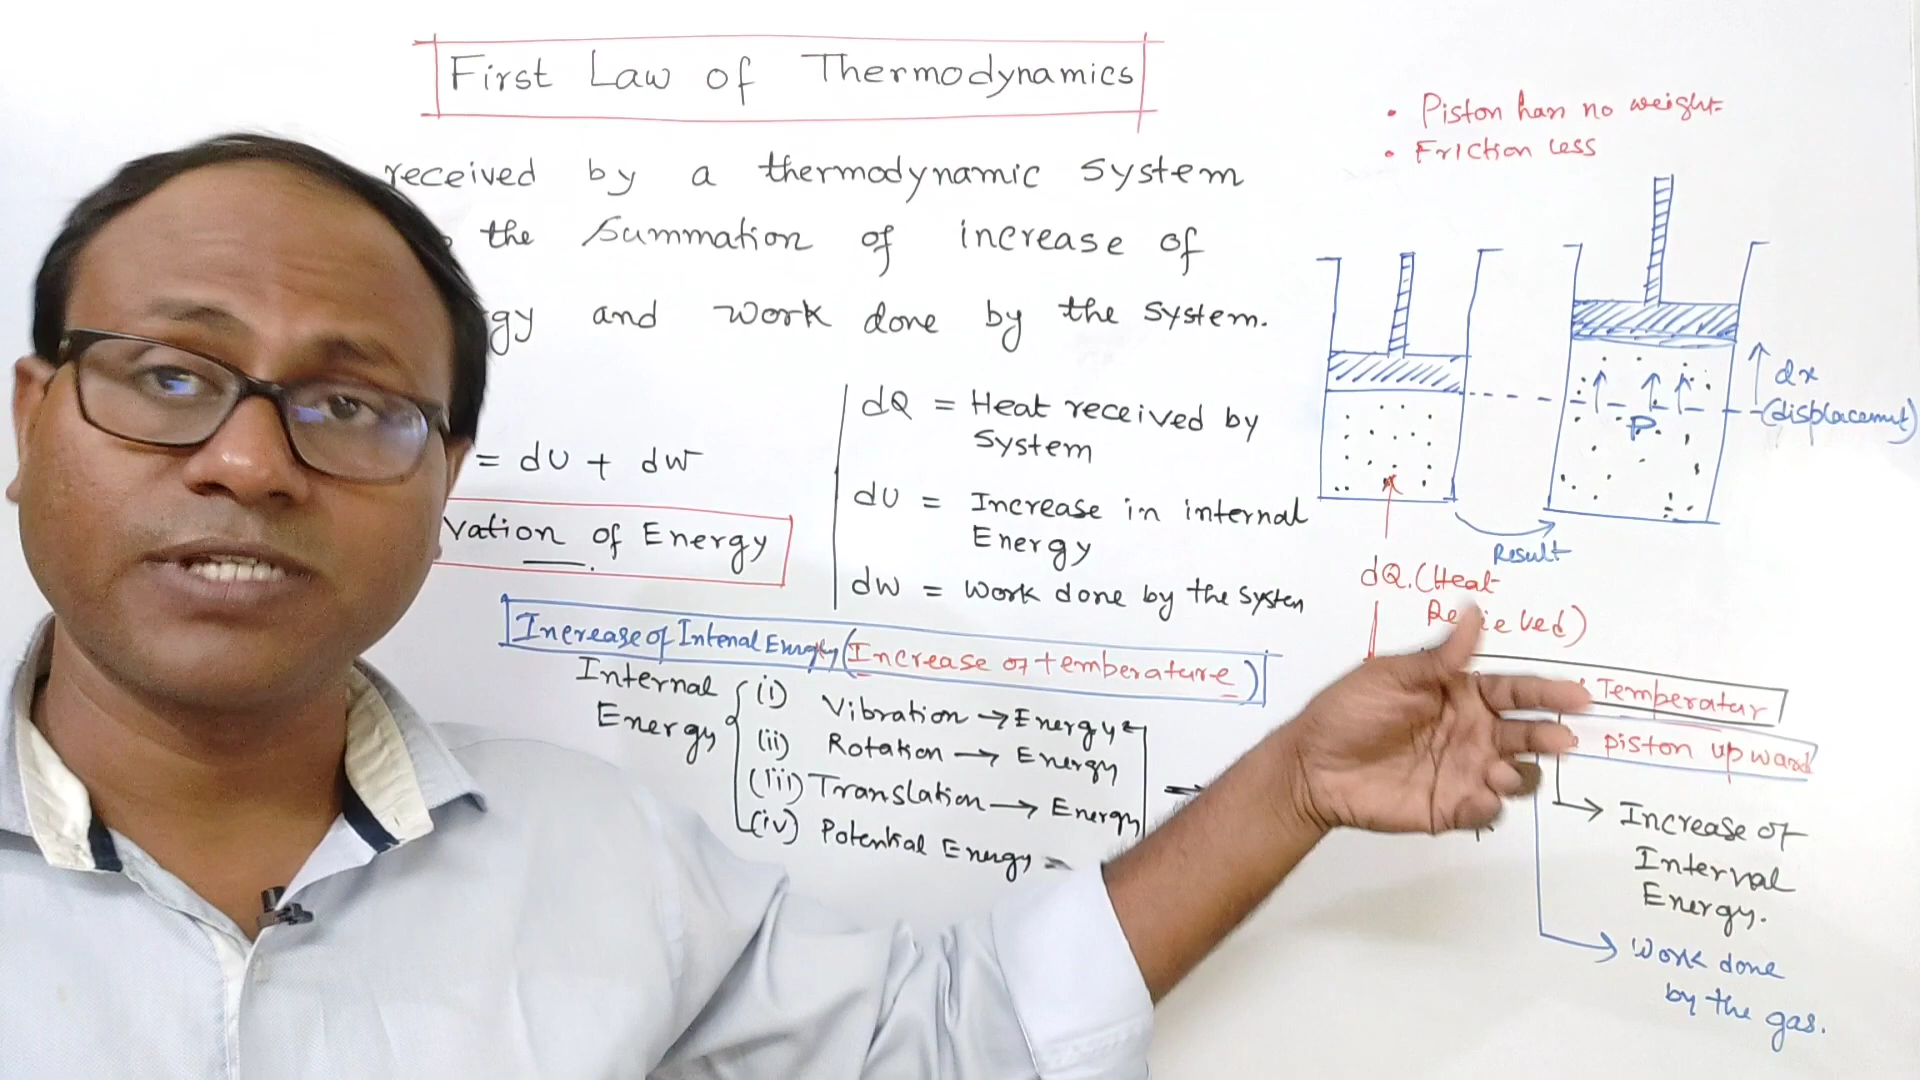 First Law of Thermodynamics
received by a thermodynamic system
the summation of increase of
gy and work done by the system.
= dU + dW
vation of Energy
dQ = Heat received by
System
dU = Increase in internal
Energy
dW = Work done by the system
Increase of Internal Energy (Increase of temperature)
Internal
Energy
(i) Vibration → Energy
(ii) Rotation → Energy
(iii) Translation → Energy
(iv) Potential Energy
• Piston has no weight
• Friction less
dx
(displacement)
P
Result
dQ. (Heat
Temperatur
piston upward
Increase of
Internal
Energy.
Work done
by the gas.